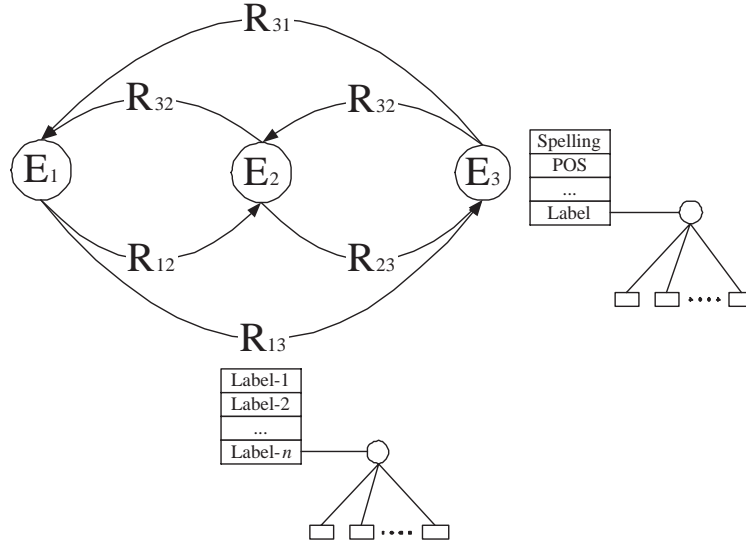 R31
R32
R32
E1
E2
E3
R12
R23
R13
Spelling
POS
...
Label
Label-1
Label-2
...
Label-n